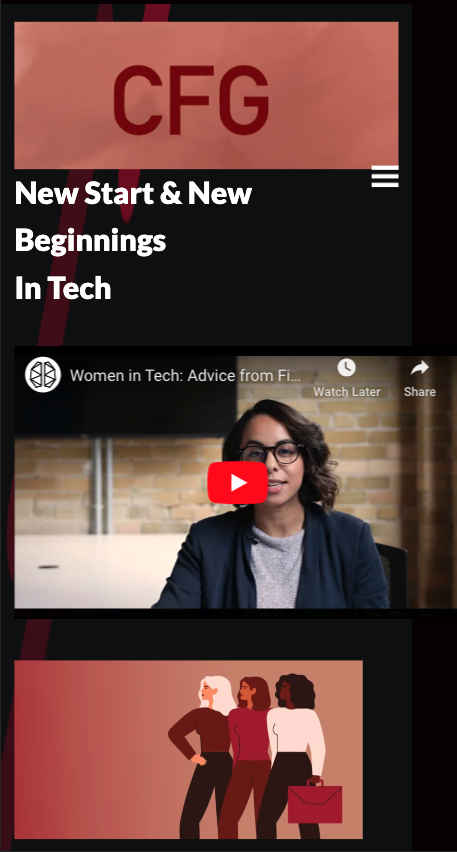 CFG
New Start & New
Beginnings
In Tech
Women in Tech: Advice from Fi...
Watch Later
Share